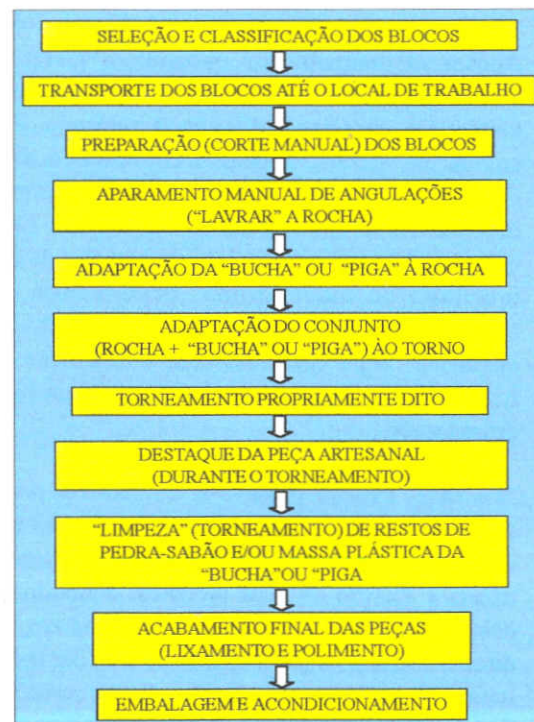 SELEÇÃO E CLASSIFICAÇÃO DOS BLOCOS
TRANSPORTE DOS BLOCOS ATÉ O LOCAL DE TRABALHO
PREPARAÇÃO (CORTE MANUAL) DOS BLOCOS
APARAMENTO MANUAL DE ANGULAÇÕES
("LAVRAR" A ROCHA)
ADAPTAÇÃO DA "BUCHA" OU "PIGA" À ROCHA
ADAPTAÇÃO DO CONJUNTO
(ROCHA + "BUCHA" OU "PIGA") ÀO TORNO
TORNEAMENTO PROPRIAMENTE DITO
DESTAQUE DA PEÇA ARTESANAL
(DURANTE O TORNEAMENTO)
"LIMPEZA" (TORNEAMENTO) DE RESTOS DE
PEDRA-SABÃO E/OU MASSA PLÁSTICA DA
"BUCHA"OU "PIGA
ACABAMENTO FINAL DAS PEÇAS
(LIXAMENTO E POLIMENTO)
EMBALAGEM E ACONDICIONAMENTO